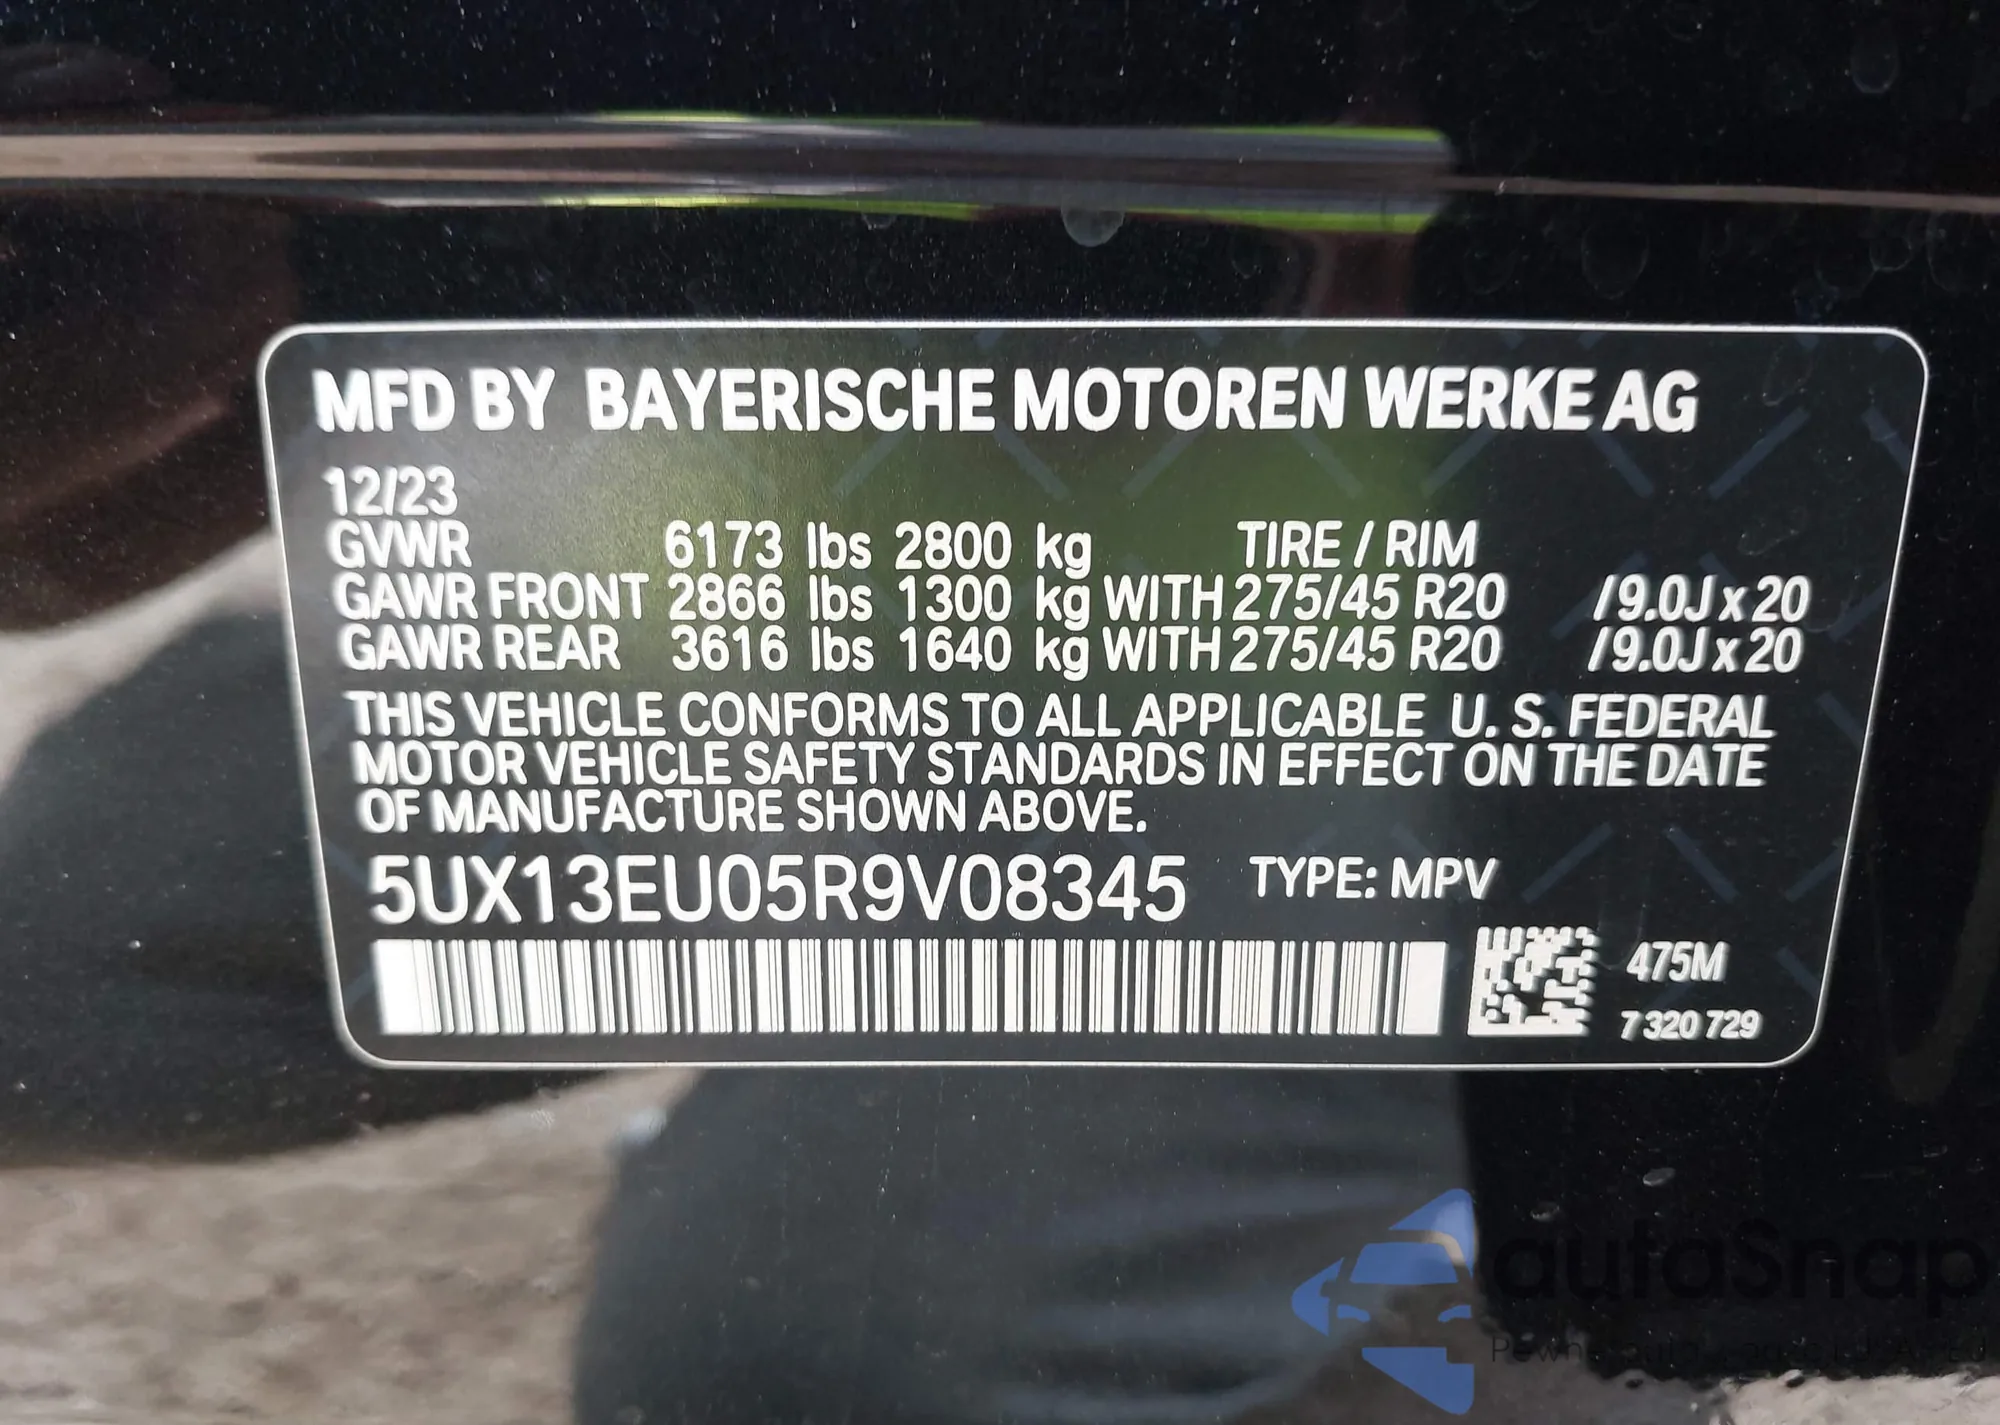 MFD BY BAYERISCHE MOTOREN WERKE AG
12/23
GVWR 6173 lbs 2800 kg TIRE / RIM
GAWR FRONT 2866 lbs 1300 kg WITH 275/45 R20 / 9.0J x 20
GAWR REAR 3616 lbs 1640 kg WITH 275/45 R20 / 9.0J x 20
THIS VEHICLE CONFORMS TO ALL APPLICABLE U. S. FEDERAL
MOTOR VEHICLE SAFETY STANDARDS IN EFFECT ON THE DATE
OF MANUFACTURE SHOWN ABOVE.
5UX13EU05R9V08345 TYPE: MPV
475M
7 320 729
autaSnap